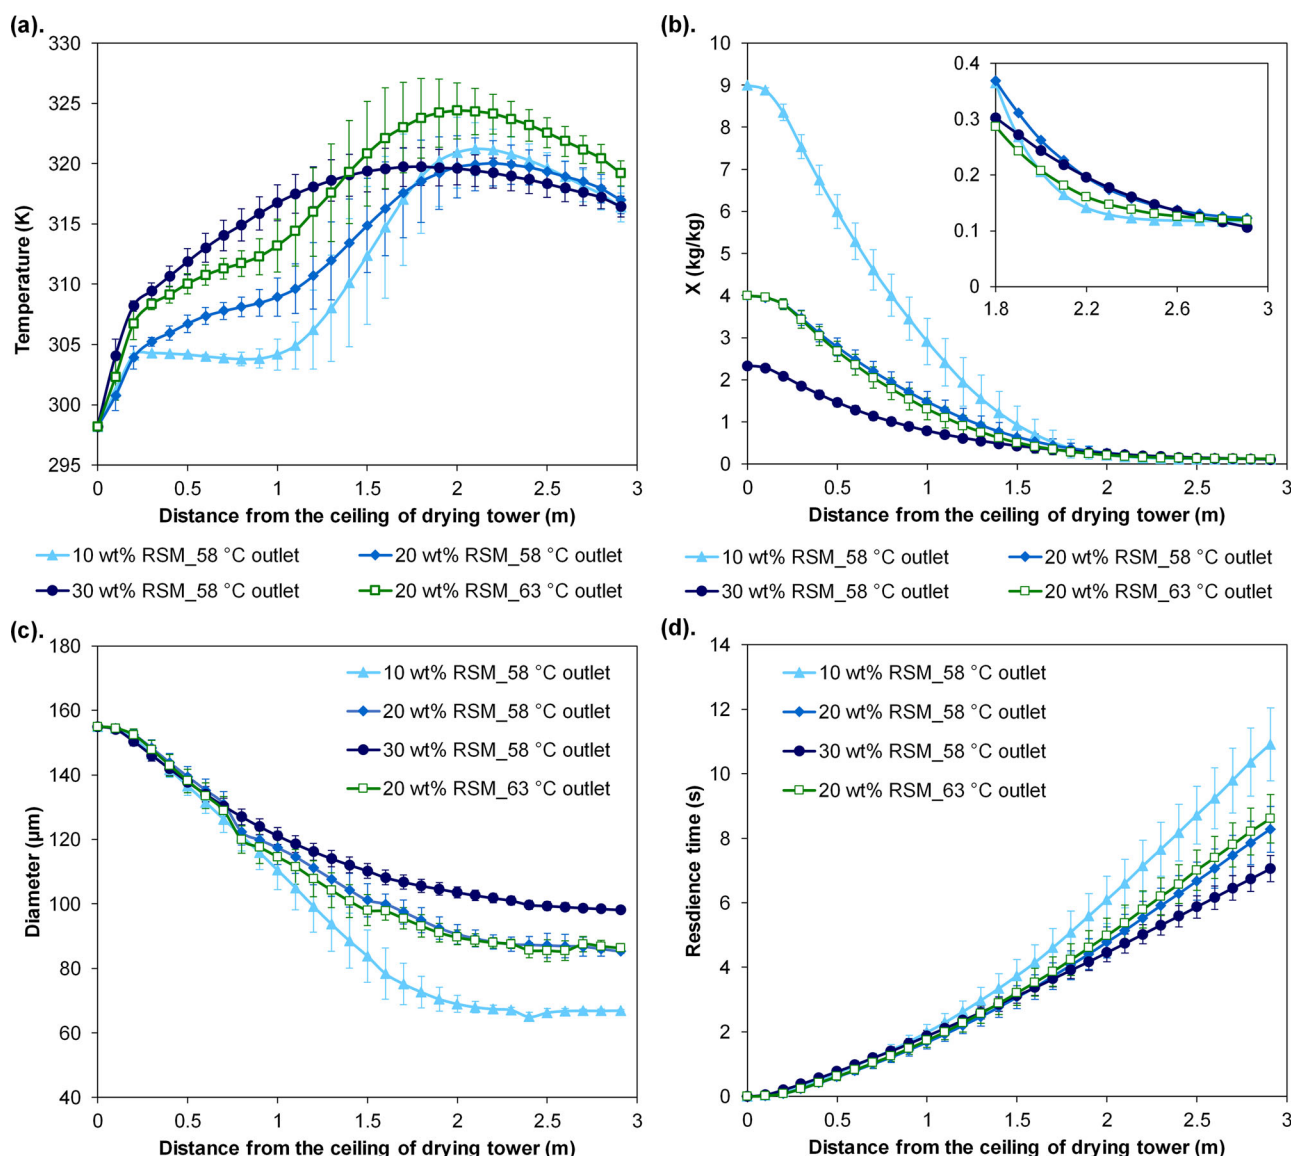 (a).
330
325
320
315
310
305
300
295
Temperature (K)
0 0.5 1 1.5 2 2.5 3
Distance from the ceiling of drying tower (m)
10 wt% RSM_58 °C outlet 20 wt% RSM_58 °C outlet
30 wt% RSM_58 °C outlet 20 wt% RSM_63 °C outlet
(b).
10
9
8
7
6
5
4
3
2
1
0
X (kg/kg)
0.4
0.3
0.2
0.1
0
1.8 2.2 2.6 3
0 0.5 1 1.5 2 2.5 3
Distance from the ceiling of drying tower (m)
10 wt% RSM_58 °C outlet 20 wt% RSM_58 °C outlet
30 wt% RSM_58 °C outlet 20 wt% RSM_63 °C outlet
(c).
180
160
140
120
100
80
60
40
Diameter (µm)
10 wt% RSM_58 °C outlet
20 wt% RSM_58 °C outlet
30 wt% RSM_58 °C outlet
20 wt% RSM_63 °C outlet
0 0.5 1 1.5 2 2.5 3
Distance from the ceiling of drying tower (m)
(d).
14
12
10
8
6
4
2
0
Resdience time (s)
10 wt% RSM_58 °C outlet
20 wt% RSM_58 °C outlet
30 wt% RSM_58 °C outlet
20 wt% RSM_63 °C outlet
0 0.5 1 1.5 2 2.5 3
Distance from the ceiling of drying tower (m)